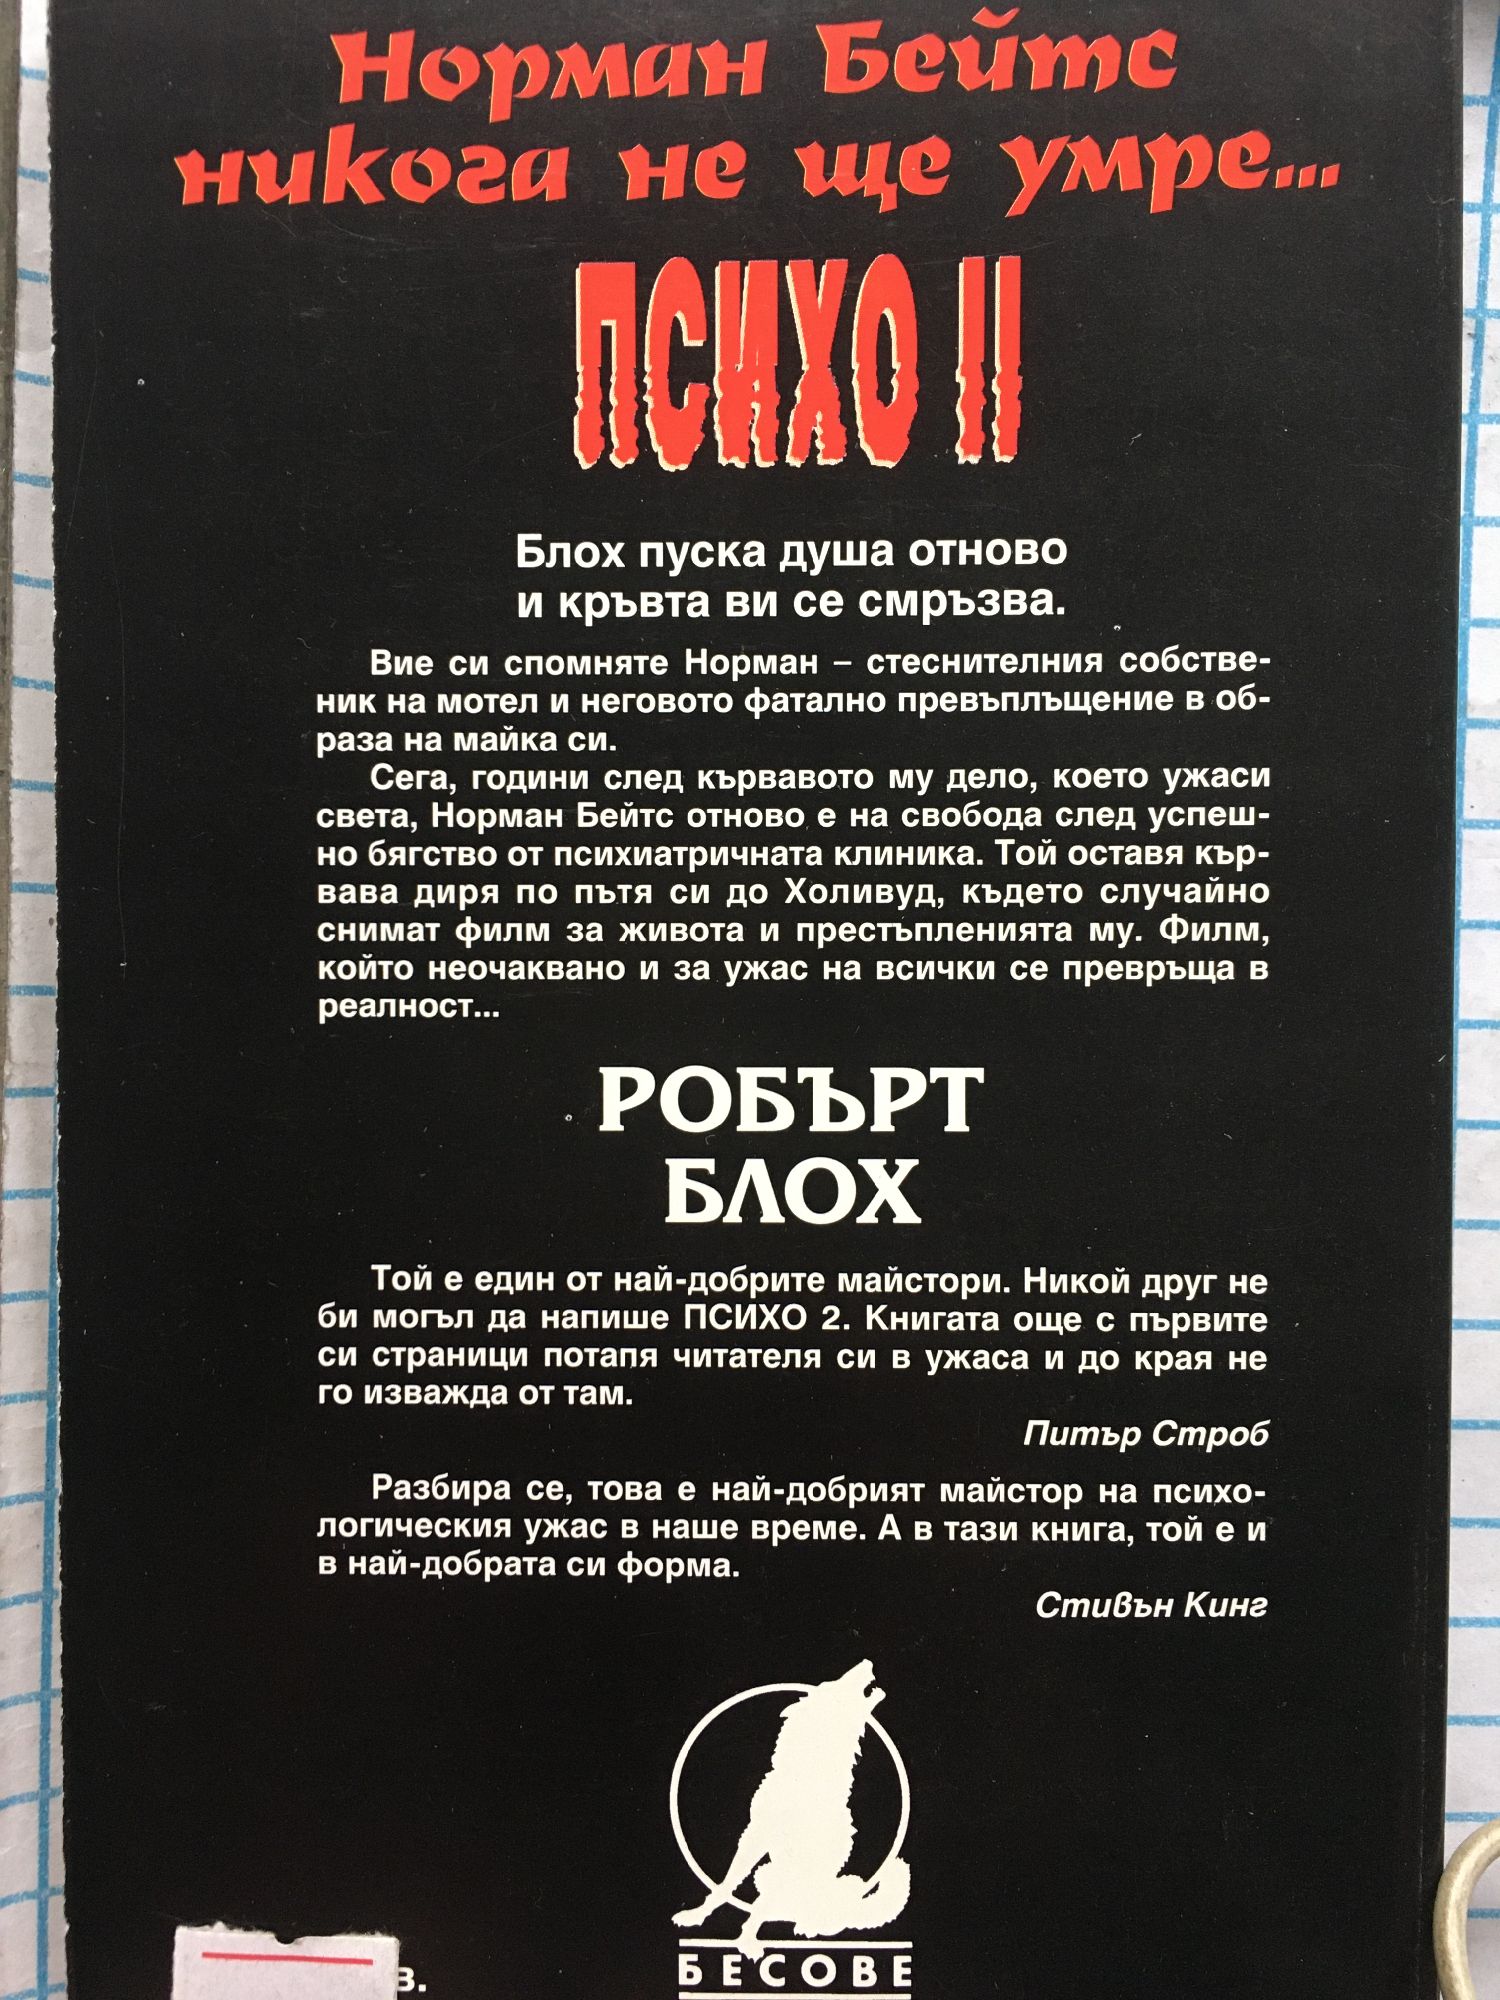 Норман Бейтс
никога не ще умре...
ПСИХО II
Блох пуска душа отново
и кръвта ви се смръзва.
Вие си спомняте Норман – стеснителния собстве-
ник на мотел и неговото фатално превъплъщение в об-
раза на майка си.
Сега, години след кървавото му дело, което ужаси
света, Норман Бейтс отново е на свобода след успеш-
но бягство от психиатричната клиника. Той оставя кър-
вава диря по пътя си до Холивуд, където случайно
снимат филм за живота и престъпленията му. Филм,
който неочаквано и за ужас на всички се превръща в
реалност...
РОБЪРТ
БЛОХ
Той е един от най-добрите майстори. Никой друг не
би могъл да напише ПСИХО 2. Книгата още с първите
си страници потапя читателя си в ужаса и до края не
го изважда от там.
Питър Строб
Разбира се, това е най-добрият майстор на психо-
логическия ужас в наше време. А в тази книга, той е и
в най-добрата си форма.
Стивън Кинг
БЕСОВЕ
в.